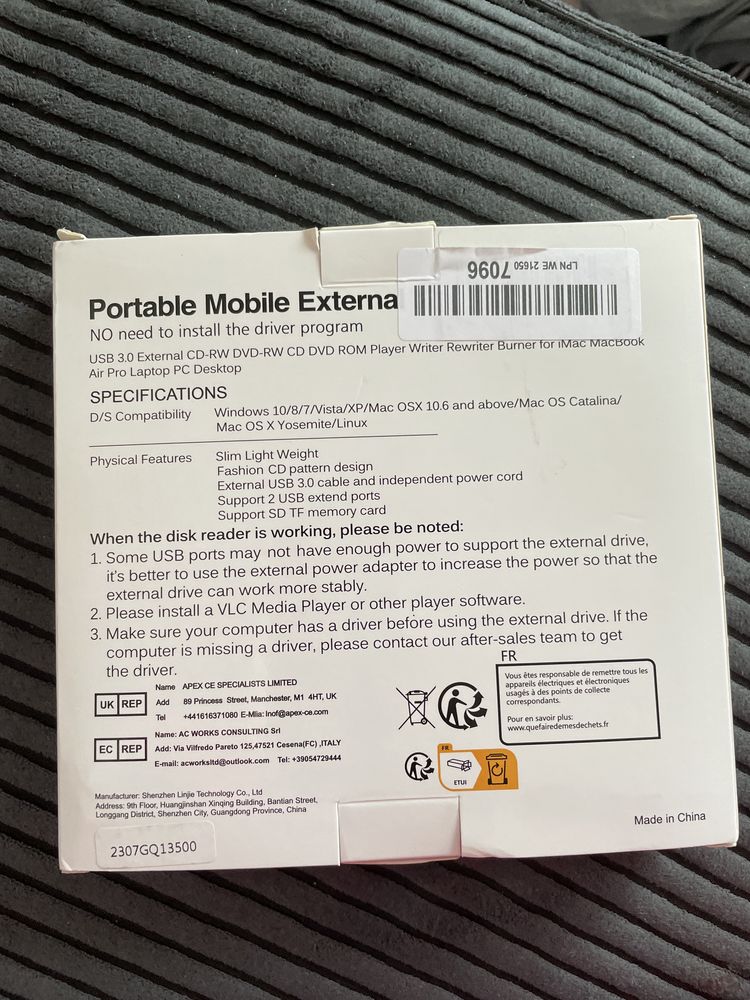 LPN WE 21650 7096
Portable Mobile Externa
NO need to install the driver program
USB 3.0 External CD-RW DVD-RW CD DVD ROM Player Writer Rewriter Burner for iMac MacBook
Air Pro Laptop PC Desktop
SPECIFICATIONS
D/S Compatibility Windows 10/8/7/Vista/XP/Mac OSX 10.6 and above/Mac OS Catalina/
Mac OS X Yosemite/Linux
Physical Features Slim Light Weight
Fashion CD pattern design
External USB 3.0 cable and independent power cord
Support 2 USB extend ports
Support SD TF memory card
When the disk reader is working, please be noted:
1. Some USB ports may not have enough power to support the external drive,
it's better to use the external power adapter to increase the power so that the
external drive can work more stably.
2. Please install a VLC Media Player or other player software.
3. Make sure your computer has a driver before using the external drive. If the
computer is missing a driver, please contact our after-sales team to get
the driver.
UK REP
Name APEX CE SPECIALISTS LIMITED
Add 89 Princess Street, Manchester, M1 4HT, UK
Tel +441616371080 E-Mlia: Inof@apex-ce.com
EC REP
Name: AC WORKS CONSULTING Srl
Add: Via Vilfredo Pareto 125,47521 Cesena(FC) ,ITALY
E-mail: acworksltd@outlook.com Tel: +39054729444
FR
Vous êtes responsable de remettre tous les
appareils électriques et électroniques
usagés à des points de collecte
correspondants.
Pour en savoir plus:
www.quefairedemesdechets.fr
FR
ETUI
Manufacturer: Shenzhen Linjie Technology Co., Ltd
Address: 9th Floor, Huangjinshan Xinqing Building, Bantian Street,
Longgang District, Shenzhen City, Guangdong Province, China
Made in China
2307GQ13500